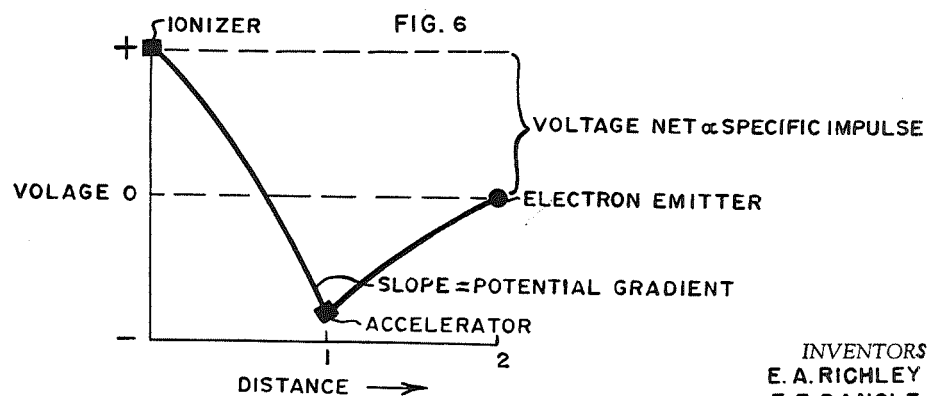 IONIZER
FIG. 6
+
VOLTAGE NET ∝ SPECIFIC IMPULSE
VOLAGE 0
ELECTRON EMITTER
SLOPE = POTENTIAL GRADIENT
ACCELERATOR
−
1
2
DISTANCE
INVENTORS
E. A. RICHLEY